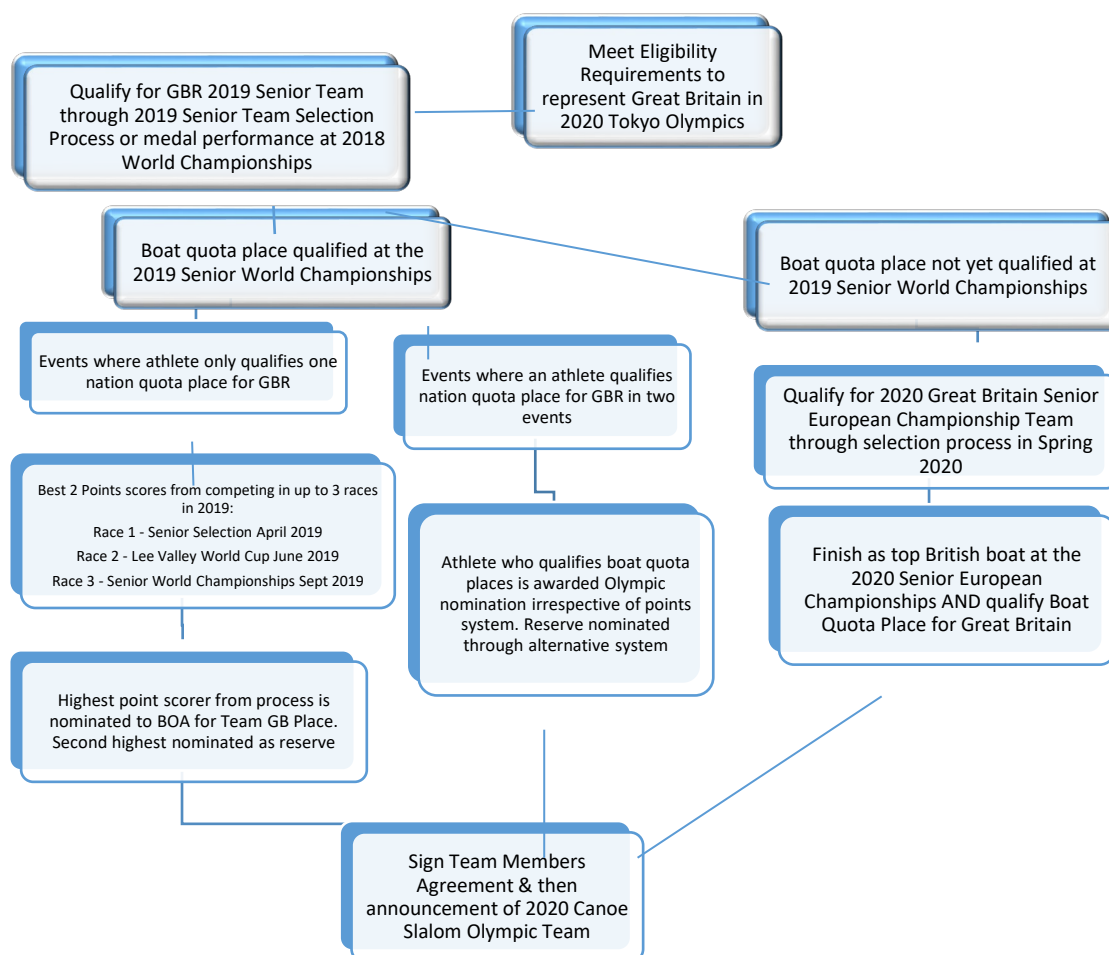 Meet Eligibility
Requirements to
represent Great Britain in
2020 Tokyo Olympics
Qualify for GBR 2019 Senior Team
through 2019 Senior Team Selection
Process or medal performance at 2018
World Championships
Boat quota place qualified at the
2019 Senior World Championships
Boat quota place not yet qualified at
2019 Senior World Championships
Events where athlete only qualifies one
nation quota place for GBR
Events where an athlete qualifies
nation quota place for GBR in two
events
Qualify for 2020 Great Britain Senior
European Championship Team
through selection process in Spring
2020
Best 2 Points scores from competing in up to 3 races
in 2019:
Race 1 - Senior Selection April 2019
Race 2 - Lee Valley World Cup June 2019
Race 3 - Senior World Championships Sept 2019
Athlete who qualifies boat quota
places is awarded Olympic
nomination irrespective of points
system. Reserve nominated
through alternative system
Finish as top British boat at the
2020 Senior European
Championships AND qualify Boat
Quota Place for Great Britain
Highest point scorer from process is
nominated to BOA for Team GB Place.
Second highest nominated as reserve
Sign Team Members
Agreement & then
announcement of 2020 Canoe
Slalom Olympic Team